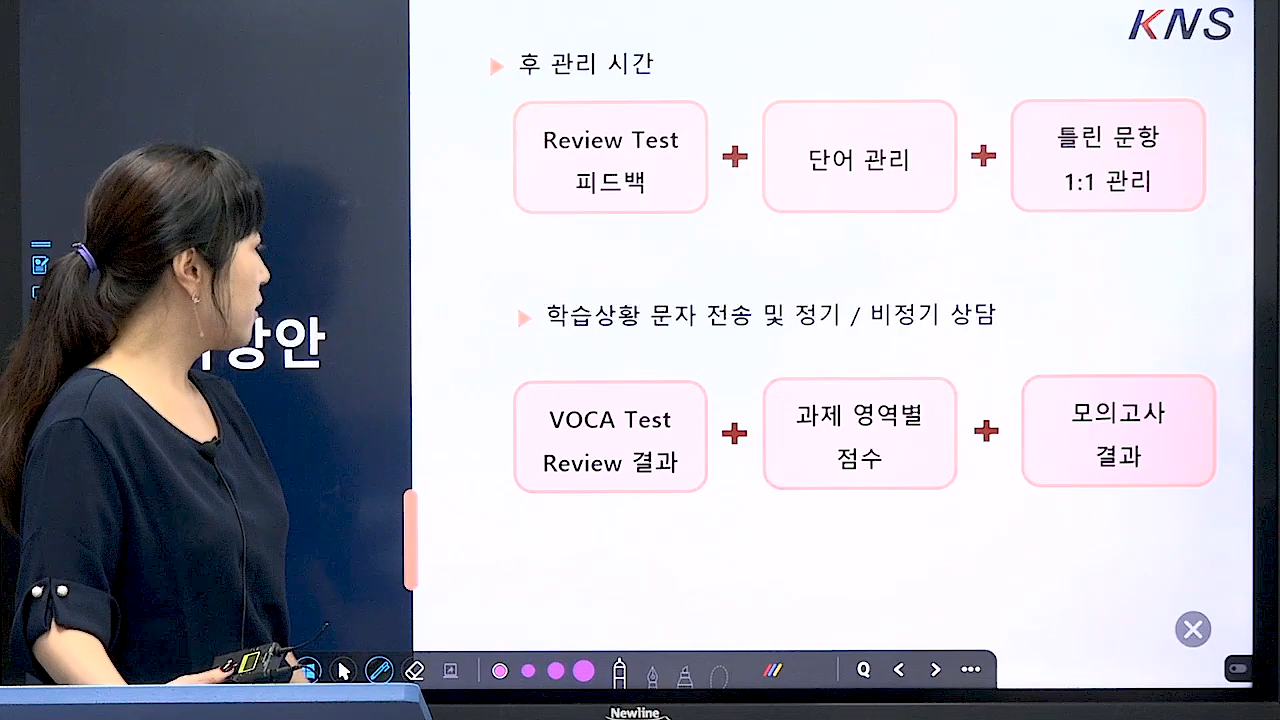 KNS
후 관리 시간
Review Test
피드백
단어 관리
틀린 문항
1:1 관리
방안
학습상황 문자 전송 및 정기 / 비정기 상담
VOCA Test
Review 결과
과제 영역별
점수
모의고사
결과
Newline